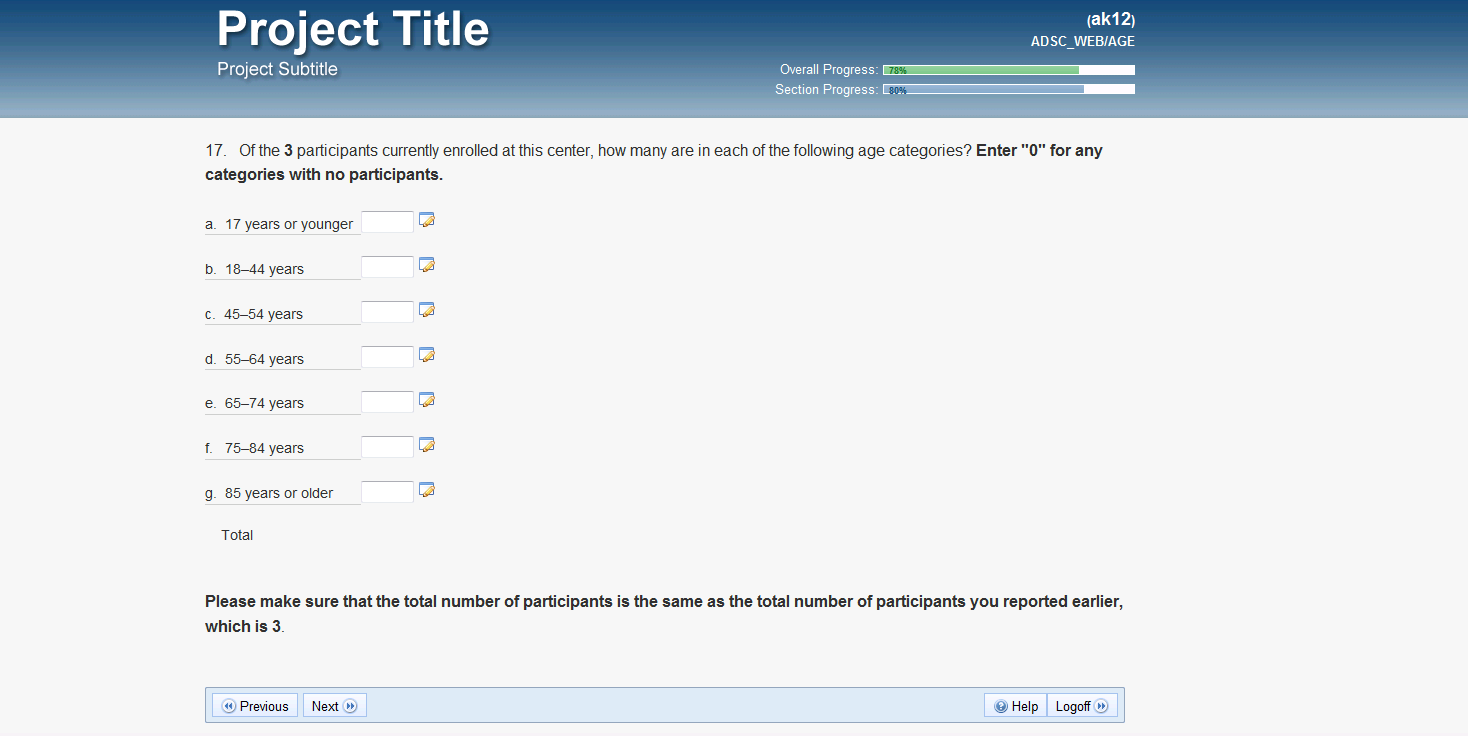 Project Title
Project Subtitle
(ak12)
ADSC_WEB/AGE
Overall Progress: 78%
Section Progress: 80%
17. Of the 3 participants currently enrolled at this center, how many are in each of the following age categories? Enter "0" for any
categories with no participants.
a. 17 years or younger
b. 18–44 years
c. 45–54 years
d. 55–64 years
e. 65–74 years
f. 75–84 years
g. 85 years or older
Total
Please make sure that the total number of participants is the same as the total number of participants you reported earlier,
which is 3.
Previous Next Help Logoff